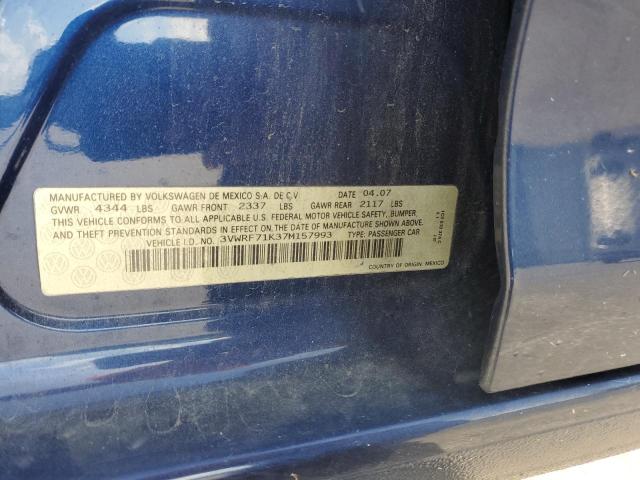 MANUFACTURED BY VOLKSWAGEN DE MEXICO S.A. DE C.V. DATE 04.07
GVWR 4344 LBS GAWR FRONT 2337 LBS GAWR REAR 2117 LBS
THIS VEHICLE CONFORMS TO ALL APPLICABLE U.S. FEDERAL MOTOR VEHICLE SAFETY, BUMPER,
AND THEFT PREVENTION STANDARDS IN EFFECT ON THE DATE OF MANUFACTURE SHOWN ABOVE.
VEHICLE I.D. NO. 3VWRF71K37M157993 TYPE: PASSENGER CAR
COUNTRY OF ORIGIN: MEXICO